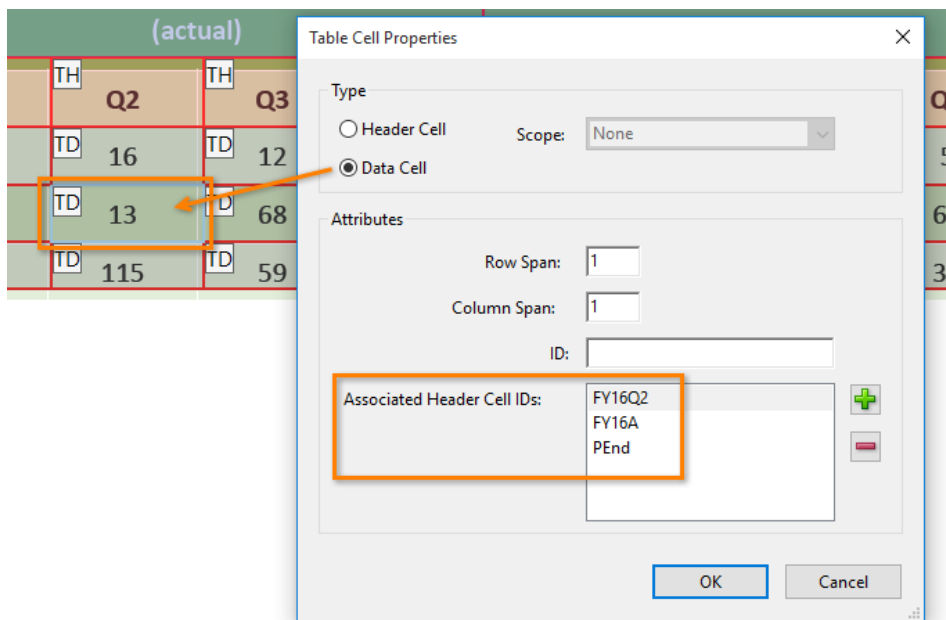 (actual)
TH Q2 TH Q3
TD 16 TD 12
TD 13 TD 68
TD 115 TD 59
Table Cell Properties
Type
Header Cell Scope: None
Data Cell
Attributes
Row Span: 1
Column Span: 1
ID:
Associated Header Cell IDs: FY16Q2
FY16A
PEnd
OK Cancel